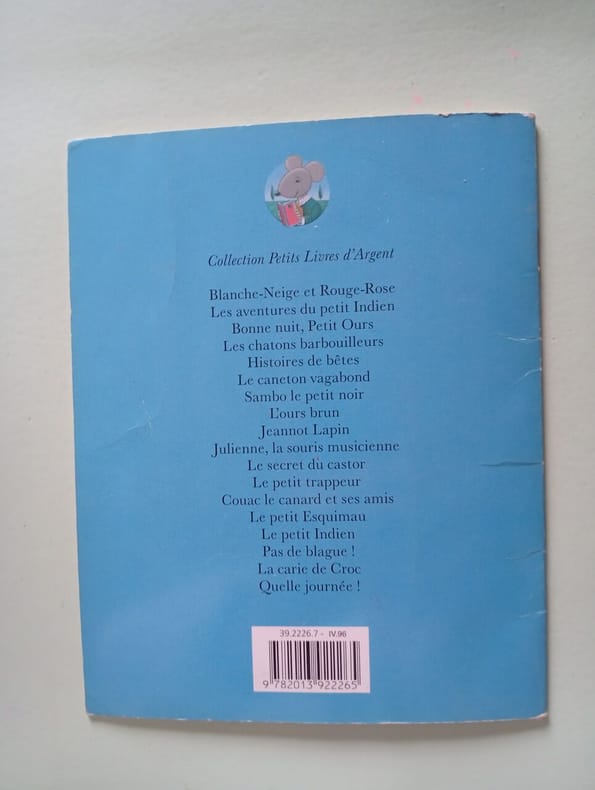 Collection Petits Livres d'Argent
Blanche-Neige et Rouge-Rose
Les aventures du petit Indien
Bonne nuit, Petit Ours
Les chatons barbouilleurs
Histoires de bêtes
Le caneton vagabond
Sambo le petit noir
L'ours brun
Jeannot Lapin
Julienne, la souris musicienne
Le secret du castor
Le petit trappeur
Couac le canard et ses amis
Le petit Esquimau
Le petit Indien
Pas de blague !
La carie de Croc
Quelle journée !
39.2226.7 - IV.96
9 782013 922265